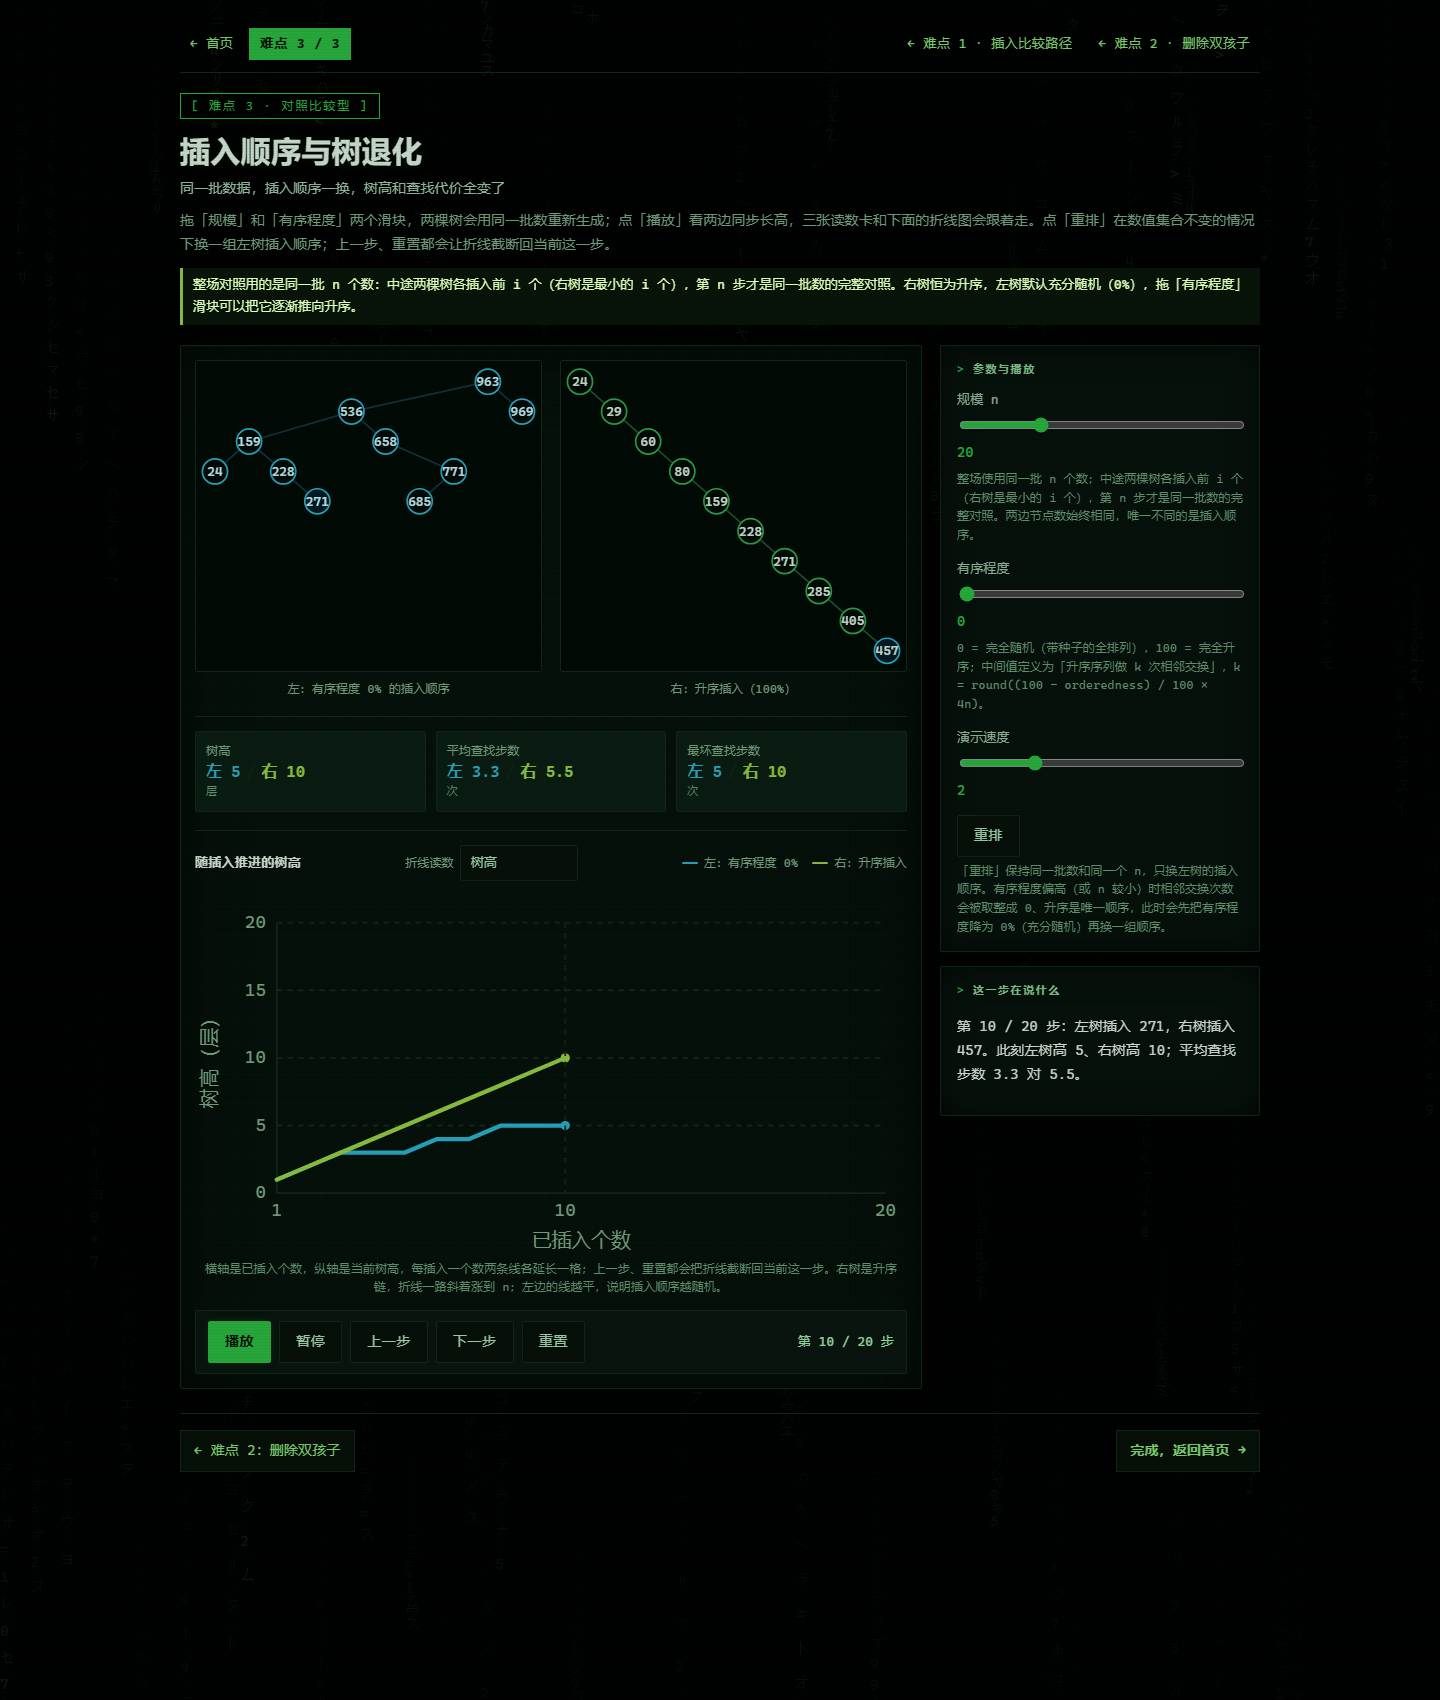 ← 首页
难点 3 / 3
← 难点 1 · 插入比较路径
← 难点 2 · 删除双孩子
[ 难点 3 · 对照比较型 ]
插入顺序与树退化
同一批数据，插入顺序一换，树高和查找代价全变了
拖「规模」和「有序程度」两个滑块，两棵树会用同一批数重新生成；点「播放」看两边同步长高，三张读数卡和下面的折线图会跟着走。点「重排」在数值集合不变的情况
下换一组左树插入顺序；上一步、重置都会让折线截断回当前这一步。
整场对照用的是同一批 n 个数：中途两棵树各插入前 i 个（右树是最小的 i 个），第 n 步才是同一批数的完整对照。右树恒为升序，左树默认充分随机（0%），拖「有序程度」
滑块可以把它逐渐推向升序。
963
536
969
159
658
24
228
771
271
685
24
29
60
80
159
228
271
285
405
457
左：有序程度 0% 的插入顺序
右：升序插入（100%）
树高
左 5 / 右 10
层
平均查找步数
左 3.3 / 右 5.5
次
最坏查找步数
左 5 / 右 10
次
随插入推进的树高
折线读数
树高
左：有序程度 0%
右：升序插入
20
15
10
5
0
1
10
20
树高（层）
已插入个数
横轴是已插入个数，纵轴是当前树高，每插入一个数两条线各延长一格；上一步、重置都会把折线截断回当前这一步。右树是升序
链，折线一路斜着涨到 n；左边的线越平，说明插入顺序越随机。
播放
暂停
上一步
下一步
重置
第 10 / 20 步
> 参数与播放
规模 n
20
整场使用同一批 n 个数；中途两棵树各插入前 i 个
（右树是最小的 i 个），第 n 步才是同一批数的完
整对照。两边节点数始终相同，唯一不同的是插入顺
序。
有序程度
0
0 = 完全随机（带种子的全排列），100 = 完全升
序；中间值定义为「升序序列做 k 次相邻交换」，k
= round((100 − orderedness) / 100 ×
4n)。
演示速度
2
重排
「重排」保持同一批数和同一个 n，只换左树的插入
顺序。有序程度偏高（或 n 较小）时相邻交换次数
会被取整成 0、升序是唯一顺序，此时会先把有序程
度降为 0%（充分随机）再换一组顺序。
> 这一步在说什么
第 10 / 20 步：左树插入 271，右树插入
457。此刻左树高 5、右树高 10；平均查找
步数 3.3 对 5.5。
← 难点 2：删除双孩子
完成，返回首页 →